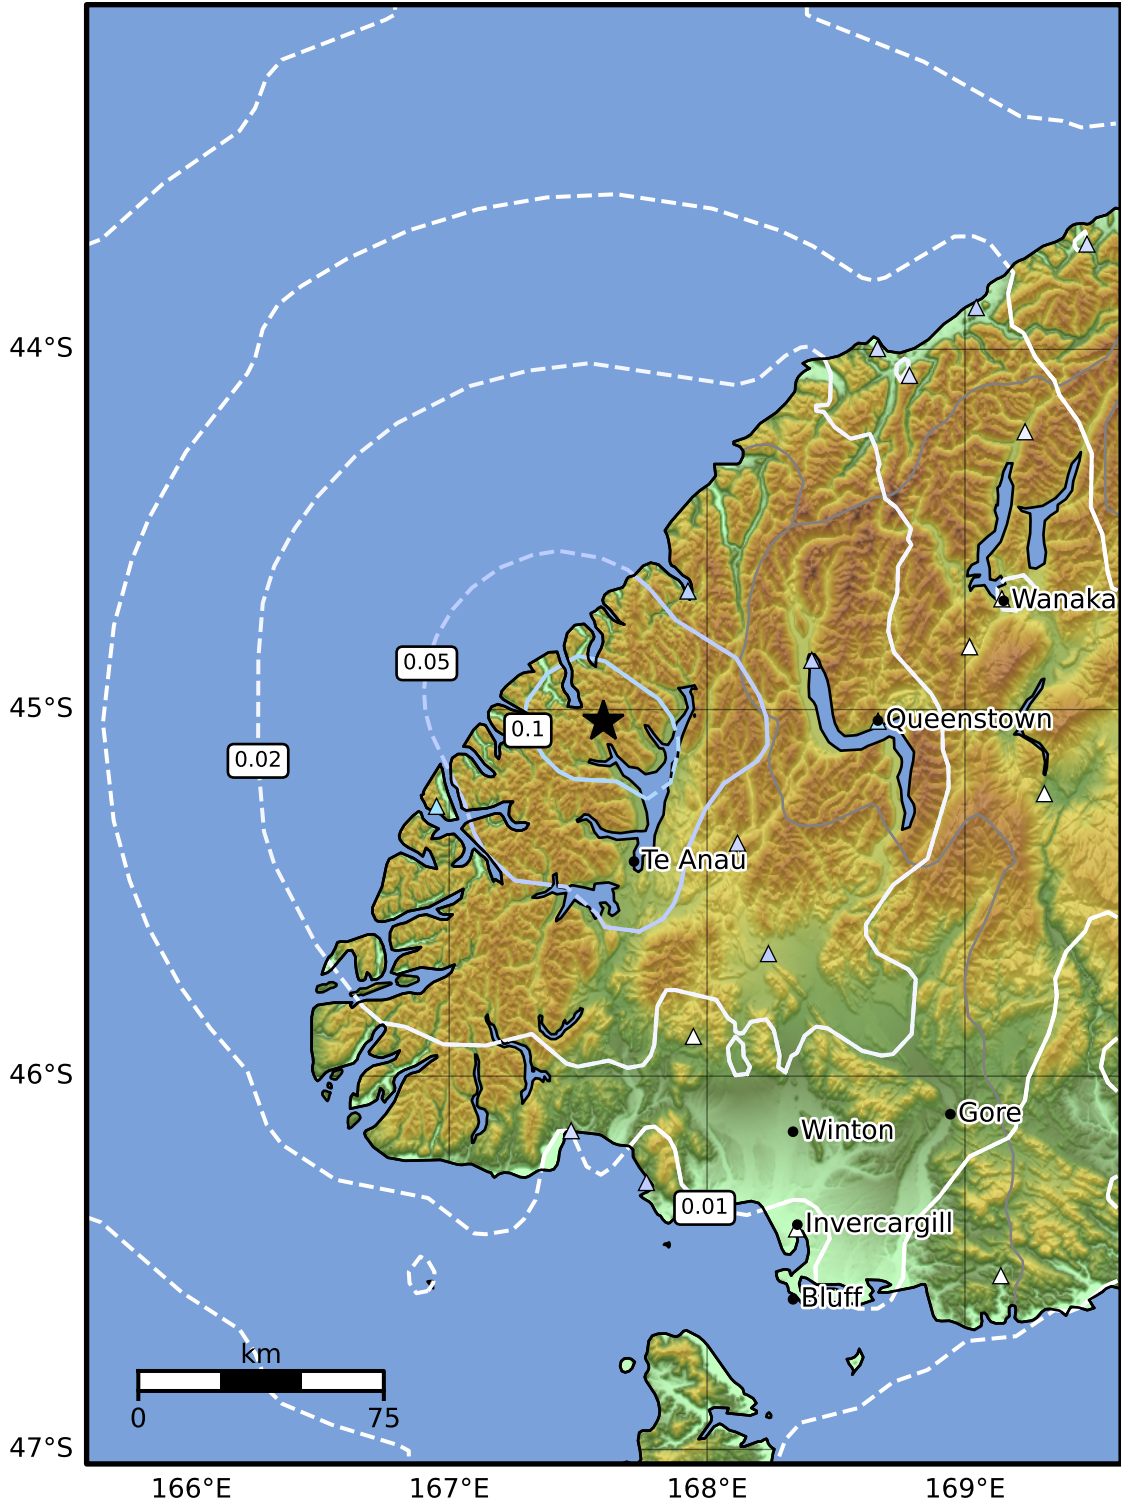 44°S
Wanaka
0.05
45°S
Queenstown
0.1
0.02
Te Anau
46°S
Gore
Winton
0.01
Invercargill
Bluff
km
0 75
47°S
166°E 167°E 168°E 169°E